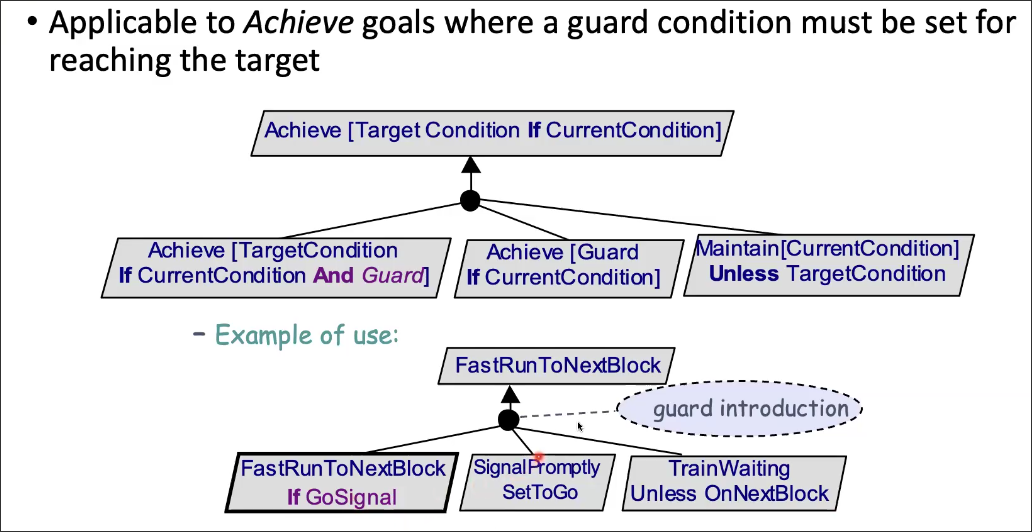 • Applicable to Achieve goals where a guard condition must be set for
reaching the target
Achieve [Target Condition If CurrentCondition]
Achieve [TargetCondition
If CurrentCondition And Guard]
Achieve [Guard
If CurrentCondition]
Maintain[CurrentCondition]
Unless TargetCondition
– Example of use:
FastRunToNextBlock
guard introduction
FastRunToNextBlock
If GoSignal
SignalPromptly
SetToGo
TrainWaiting
Unless OnNextBlock